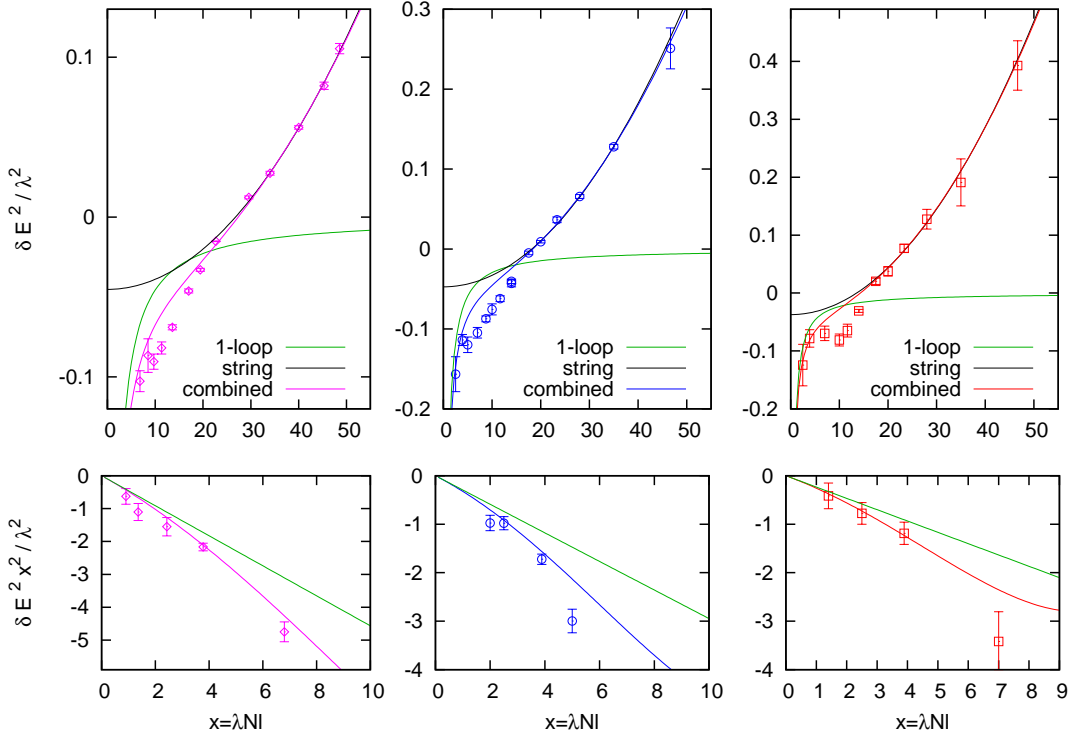 δ E² / λ²
0.1
0
-0.1
1-loop
string
combined
0 10 20 30 40 50
0.3
0.2
0.1
0
-0.1
-0.2
1-loop
string
combined
0 10 20 30 40 50
0.4
0.3
0.2
0.1
0
-0.1
-0.2
1-loop
string
combined
0 10 20 30 40 50
δ E² x² / λ²
0
-1
-2
-3
-4
-5
0 2 4 6 8 10
x=λNl
0
-1
-2
-3
-4
0 2 4 6 8 10
x=λNl
0
-1
-2
-3
-4
0 1 2 3 4 5 6 7 8 9
x=λNl